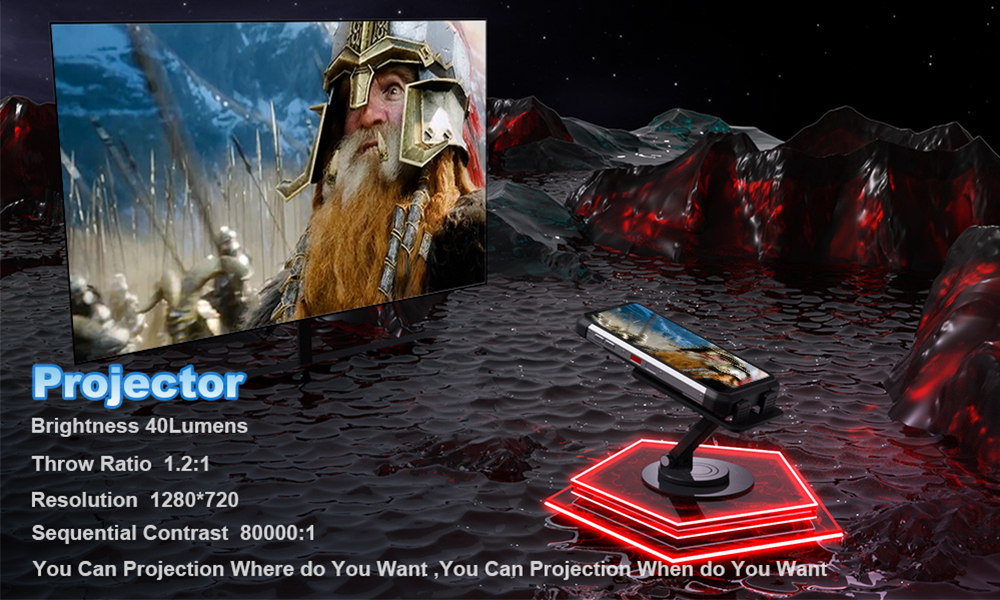 Projector
Brightness 40Lumens
Throw Ratio 1.2:1
Resolution 1280*720
Sequential Contrast 80000:1
You Can Projection Where do You Want ,You Can Projection When do You Want